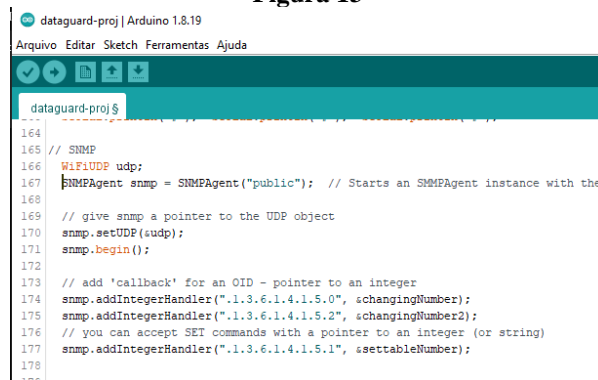 Figura 15
dataguard-proj | Arduino 1.8.19
Arquivo Editar Sketch Ferramentas Ajuda
dataguard-proj §
164
165 // SNMP
166 WiFiUDP udp;
167 SNMPAgent snmp = SNMPAgent("public"); // Starts an SMMPAgent instance with the
168
169 // give snmp a pointer to the UDP object
170 snmp.setUDP(&udp);
171 snmp.begin();
172
173 // add 'callback' for an OID - pointer to an integer
174 snmp.addIntegerHandler(".1.3.6.1.4.1.5.0", &changingNumber);
175 snmp.addIntegerHandler(".1.3.6.1.4.1.5.2", &changingNumber2);
176 // you can accept SET commands with a pointer to an integer (or string)
177 snmp.addIntegerHandler(".1.3.6.1.4.1.5.1", &settableNumber);
178